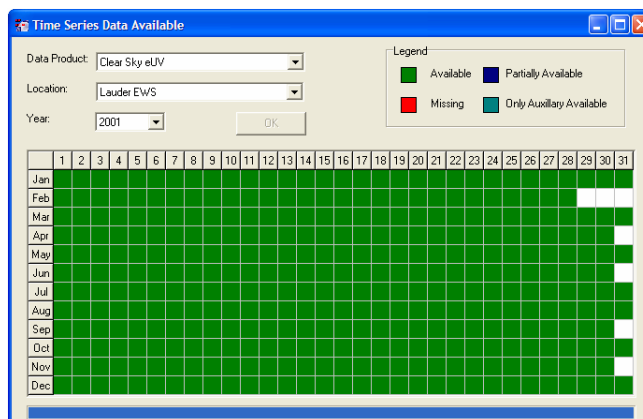 Time Series Data Available
Data Product: Clear Sky eUV
Location: Lauder EWS
Year: 2001 OK
Legend
Available Partially Available
Missing Only Auxillary Available
1 2 3 4 5 6 7 8 9 10 11 12 13 14 15 16 17 18 19 20 21 22 23 24 25 26 27 28 29 30 31
Jan
Feb
Mar
Apr
May
Jun
Jul
Aug
Sep
Oct
Nov
Dec